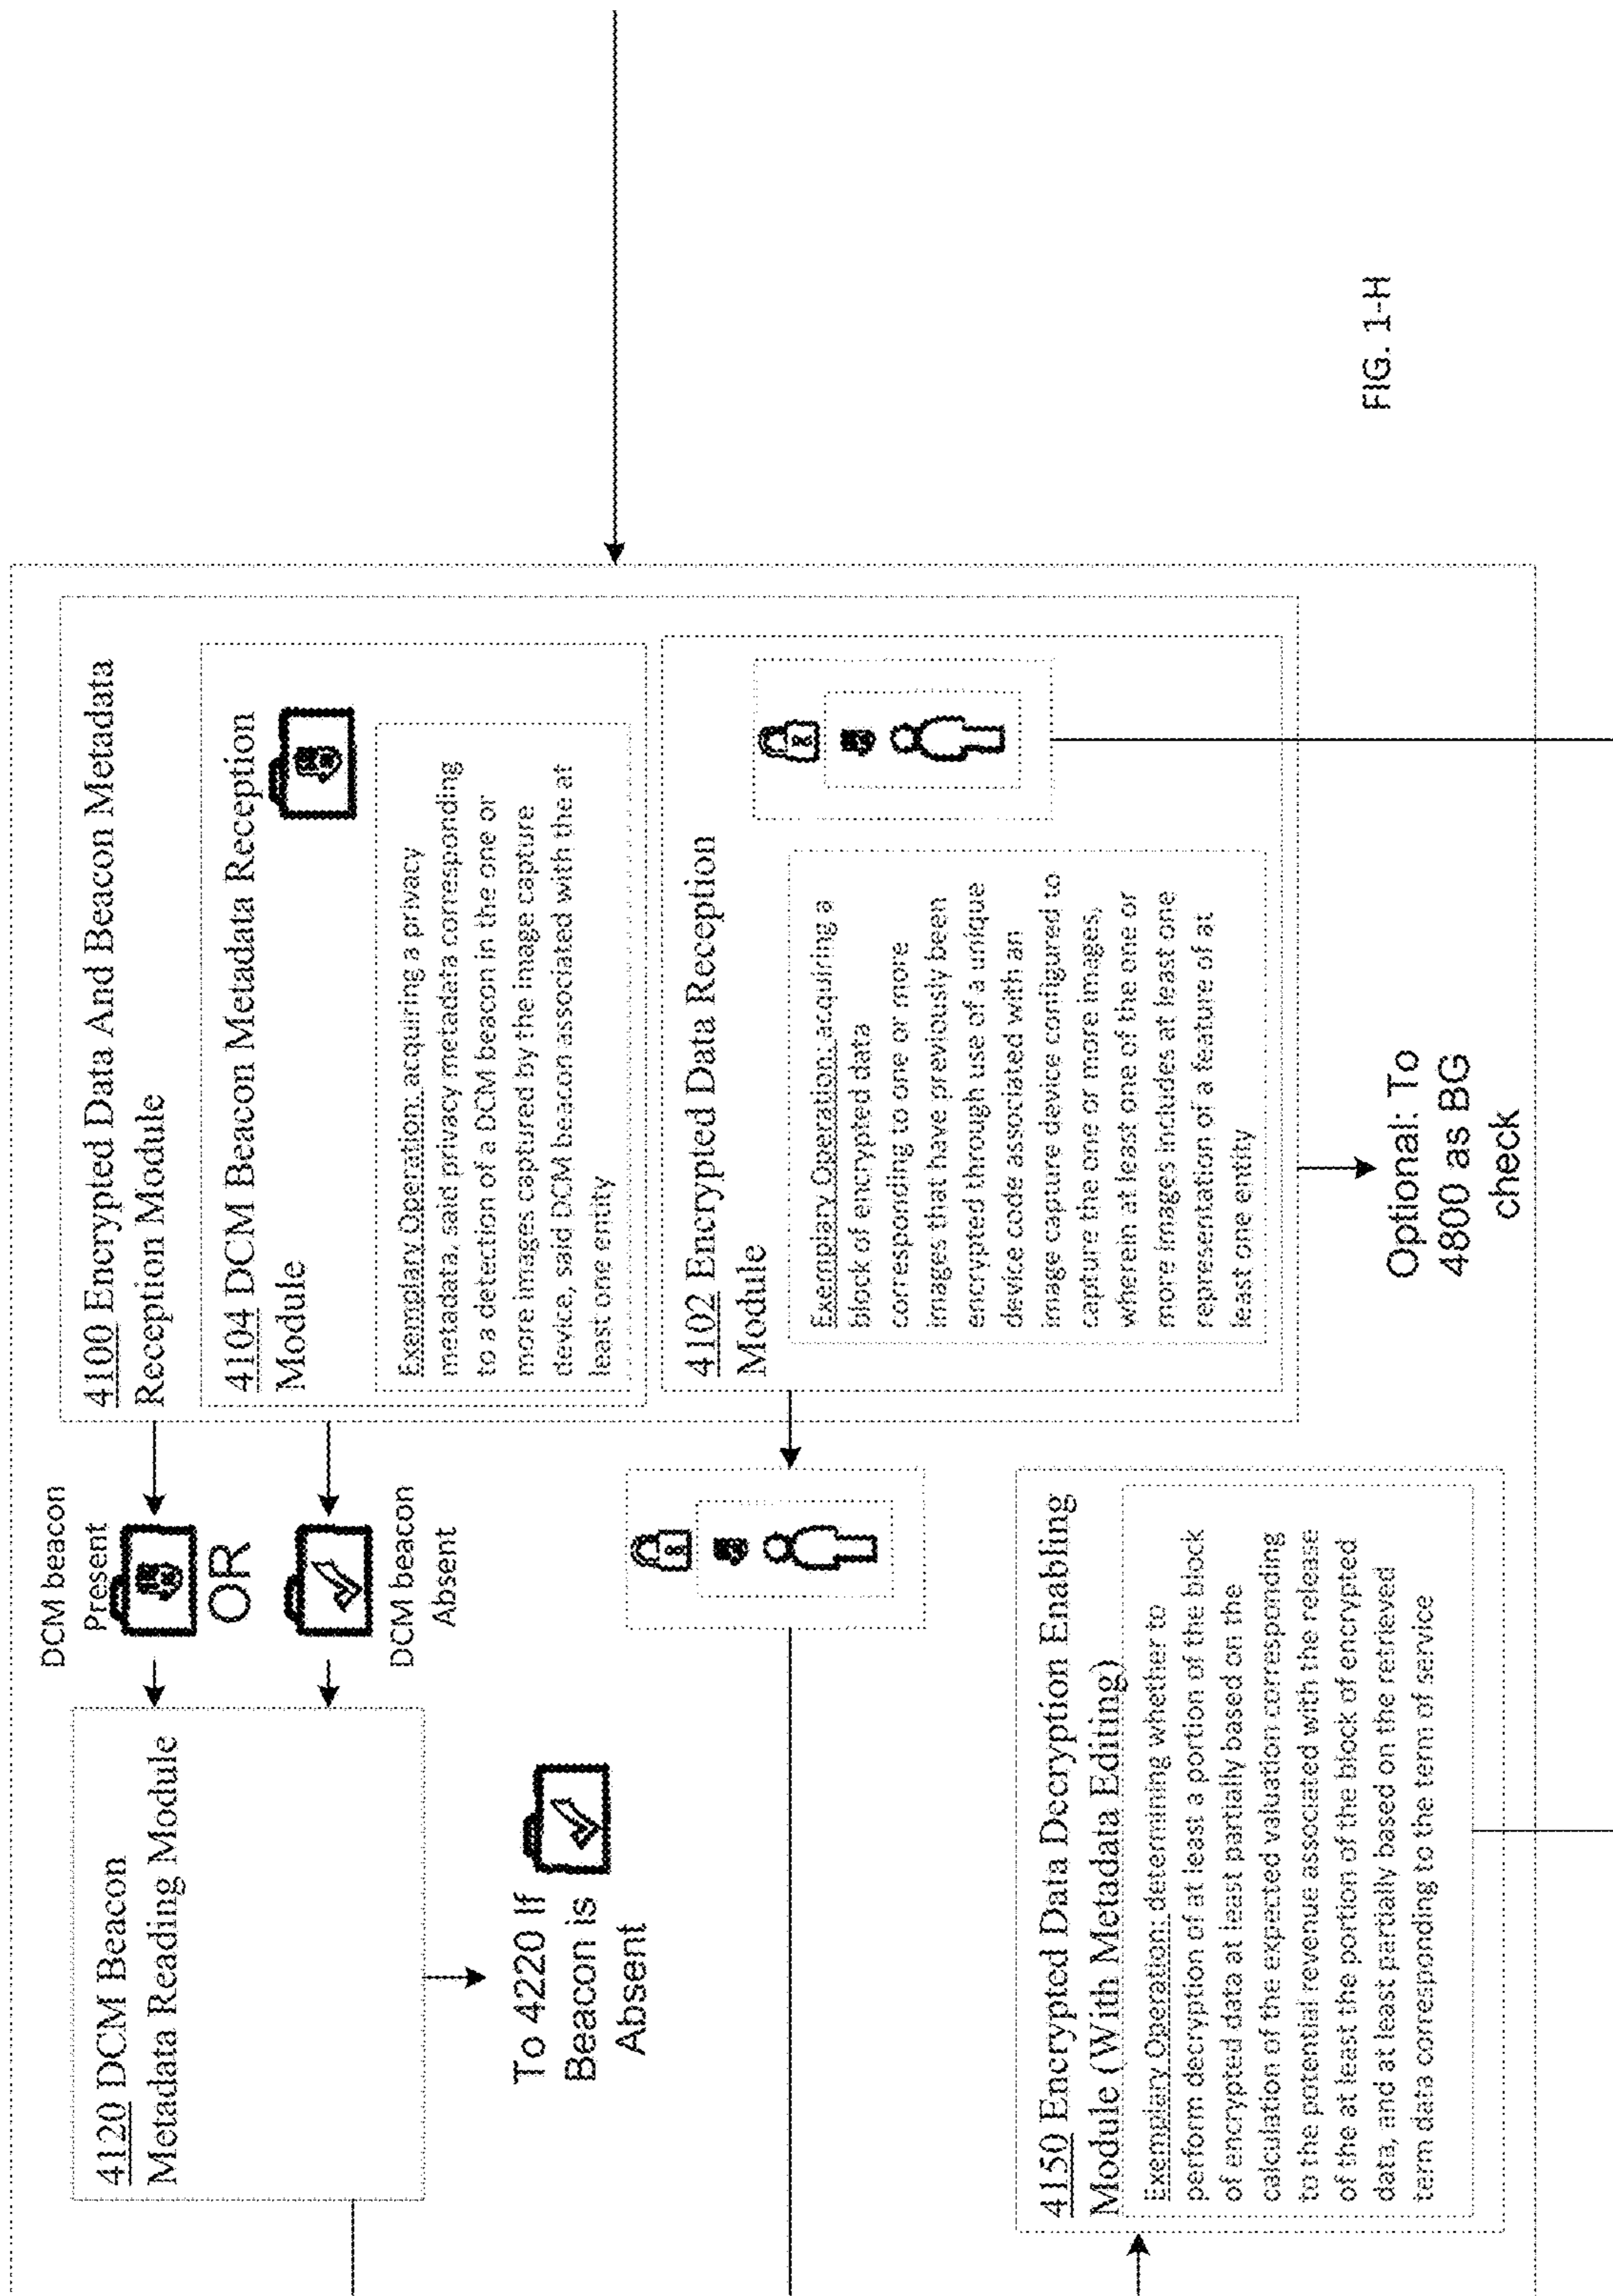 4120 DCM Beacon
Metadata Reading Module
To 4220 If
Beacon is
Absent
DCM beacon
Present
OR
DCM beacon
Absent
4100 Encrypted Data And Beacon Metadata
Reception Module
4104 DCM Beacon Metadata Reception
Module
Exemplary Operation: acquiring a privacy
metadata, said privacy metadata corresponding
to a detection of a DCM beacon in the one or
more images captured by the image capture
device, said DCM beacon associated with the at
least one entity
4102 Encrypted Data Reception
Module
Exemplary Operation: acquiring a
block of encrypted data
corresponding to one or more
images that have previously been
encrypted through use of a unique
device code associated with an
image capture device configured to
capture the one or more images,
wherein at least one of the one or
more images includes at least one
representation of a feature of at
least one entity
Optional: To
4800 as BG
check
4150 Encrypted Data Decryption Enabling
Module (With Metadata Editing)
Exemplary Operation: determining whether to
perform decryption of at least a portion of the block
of encrypted data at least partially based on the
calculation of the expected valuation corresponding
to the potential revenue associated with the release
of the at least the portion of the block of encrypted
data, and at least partially based on the retrieved
term data corresponding to the term of service
FIG. 1-H